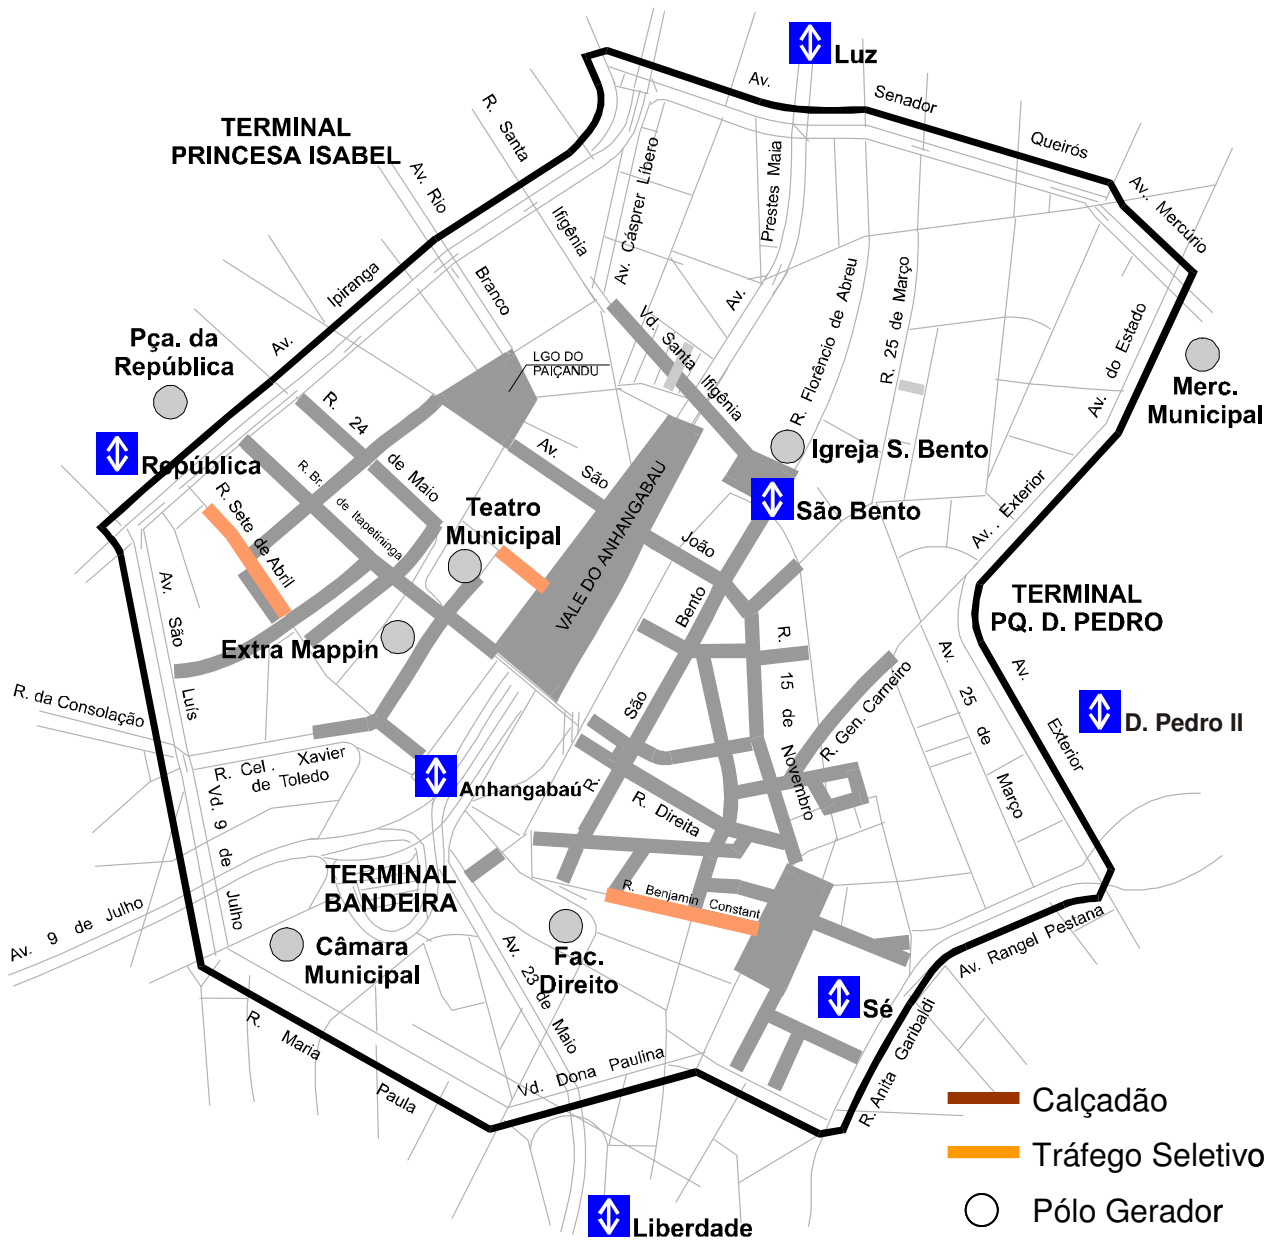 Luz
Av.
Senador
Queirós
Av.. Mercúrio
TERMINAL
PRINCESA ISABEL
R. Santa
Ifigênia
Av. Rio
Branco
Av. Cásprer Líbero
Prestes Maia
Av.
Av.
Ipiranga
Pça. da
República
República
LGO DO
PAIÇANDU
Vd. Santa Ifigênia
R. Florêncio de Abreu
R. 25 de Março
Av. do Estado
Merc.
Municipal
Igreja S. Bento
São Bento
R. 24 de Maio
R. Br. de Itapetininga
R. Sete de Abril
Av. São João
Teatro
Municipal
VALE DO ANHANGABAU
Av. . Exterior
TERMINAL
PQ. D. PEDRO
Extra Mappin
Av. São Luís
R. São Bento
R. 15 de Novembro
R. Gen. Carneiro
Av. 25 de Março
Av. Exterior
D. Pedro II
R. da Consolação
R. Cel . Xavier
de Toledo
Anhangabaú
R. Direita
Vd. 9 de Julho
TERMINAL
BANDEIRA
R. Benjamin Constant
Av. 9 de Julho
Câmara
Municipal
Fac.
Direito
Av. 23 de Maio
Av. Rangel Pestana
Sé
R. Maria Paula
Vd. Dona Paulina
R. Anita Garibaldi
Calçadão
Tráfego Seletivo
Pólo Gerador
Liberdade